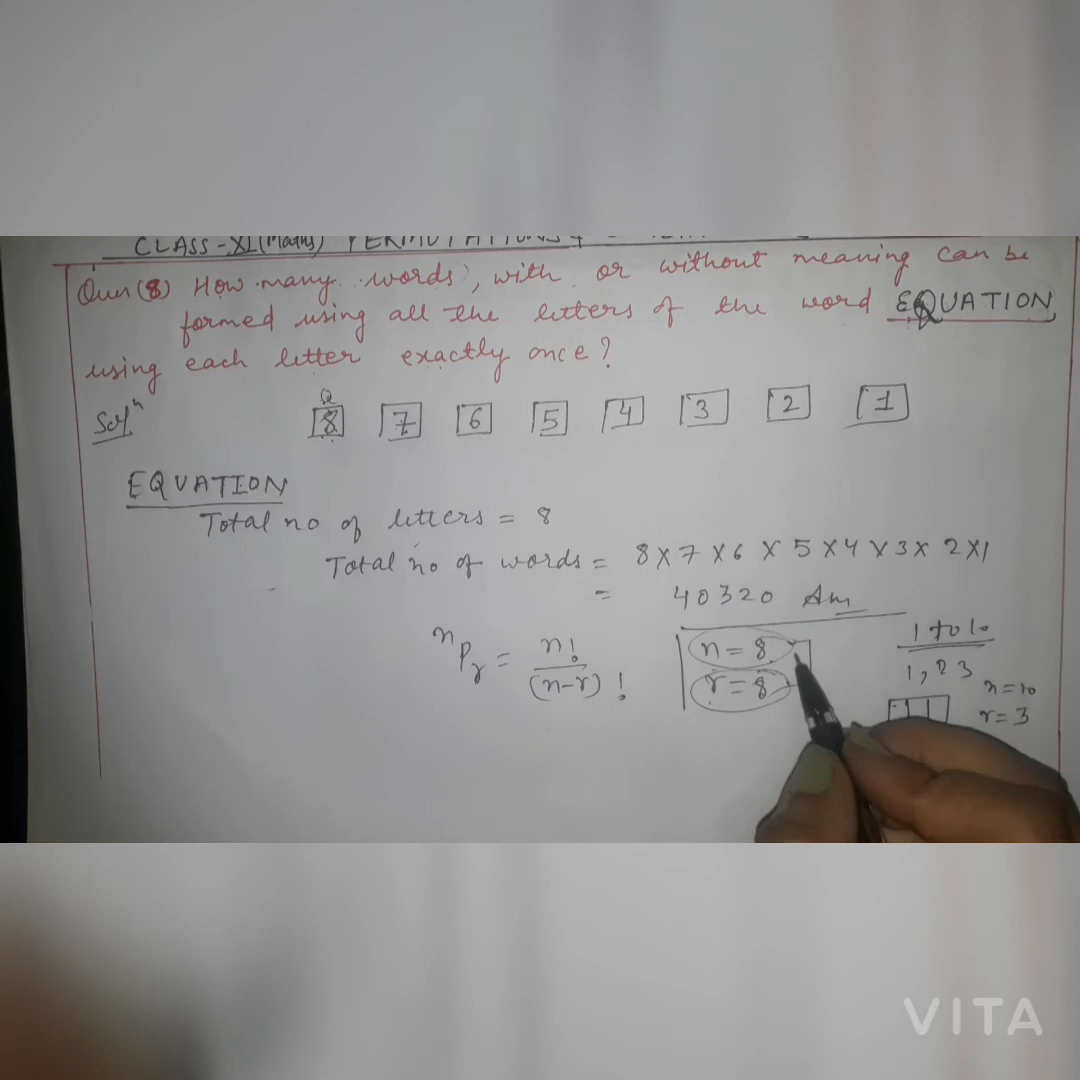 CLASS-XI (Maths) PERMUTATIONS
Quen (8) How many words, with or without meaning can be
formed using all the letters of the word EQUATION
using each letter exactly once?
Q
Solⁿ 8 7 6 5 4 3 2 1
EQUATION
Total no of letters = 8
Total no of words = 8 X 7 X 6 X 5 X 4 X 3 X 2 X 1
= 40320 Ans
ⁿPᵣ = n! / (n-r)!
n = 8
r = 8
1 to 10
1, 2 3
n = 10
r = 3
VITA